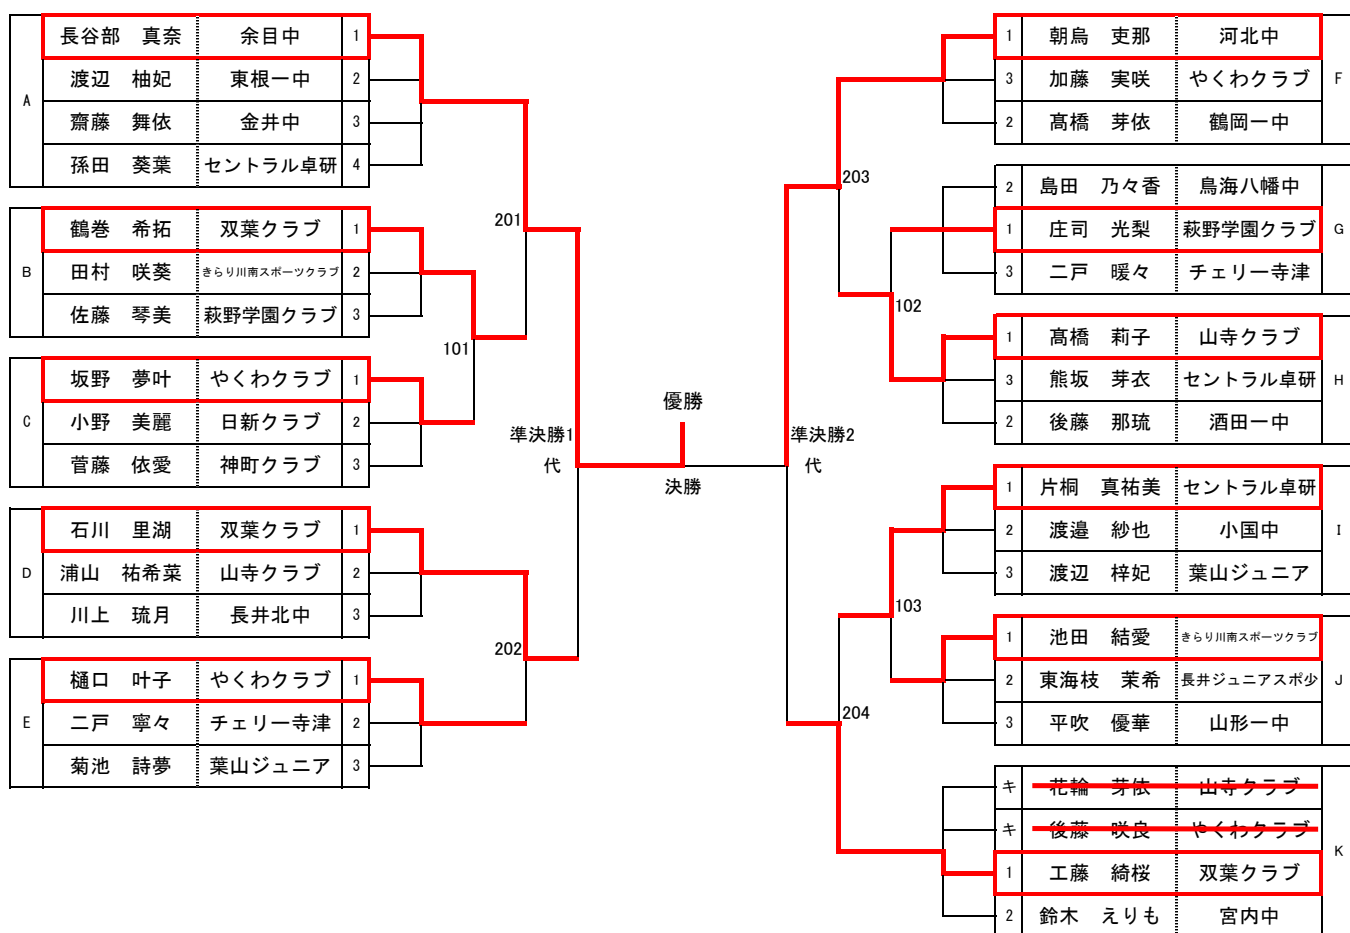 A
長谷部　真奈 余目中 1
渡辺　柚妃 東根一中 2
齋藤　舞依 金井中 3
孫田　葵葉 セントラル卓研 4
B
鶴巻　希拓 双葉クラブ 1
田村　咲葵 きらり川南スポーツクラブ 2
佐藤　琴美 萩野学園クラブ 3
C
坂野　夢叶 やくわクラブ 1
小野　美麗 日新クラブ 2
菅藤　依愛 神町クラブ 3
D
石川　里湖 双葉クラブ 1
浦山　祐希菜 山寺クラブ 2
川上　琉月 長井北中 3
E
樋口　叶子 やくわクラブ 1
二戸　寧々 チェリー寺津 2
菊池　詩夢 葉山ジュニア 3
201
101
202
準決勝1
代
優勝
決勝
準決勝2
代
203
102
103
204
1 朝烏　吏那 河北中
3 加藤　実咲 やくわクラブ
2 髙橋　芽依 鶴岡一中
F
2 島田　乃々香 鳥海八幡中
1 庄司　光梨 萩野学園クラブ
3 二戸　暖々 チェリー寺津
G
1 髙橋　莉子 山寺クラブ
3 熊坂　芽衣 セントラル卓研
2 後藤　那琉 酒田一中
H
1 片桐　真祐美 セントラル卓研
2 渡邉　紗也 小国中
3 渡辺　梓妃 葉山ジュニア
I
1 池田　結愛 きらり川南スポーツクラブ
2 東海枝　茉希 長井ジュニアスポ少
3 平吹　優華 山形一中
J
キ 花輪　芽依 山寺クラブ
キ 後藤　咲良 やくわクラブ
1 工藤　綺桜 双葉クラブ
2 鈴木　えりも 宮内中
K